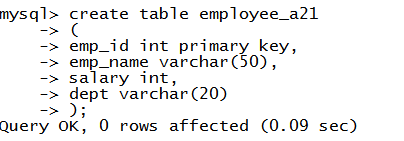 mysql> create table employee_a21
-> (
-> emp_id int primary key,
-> emp_name varchar(50),
-> salary int,
-> dept varchar(20)
-> );
Query OK, 0 rows affected (0.09 sec)